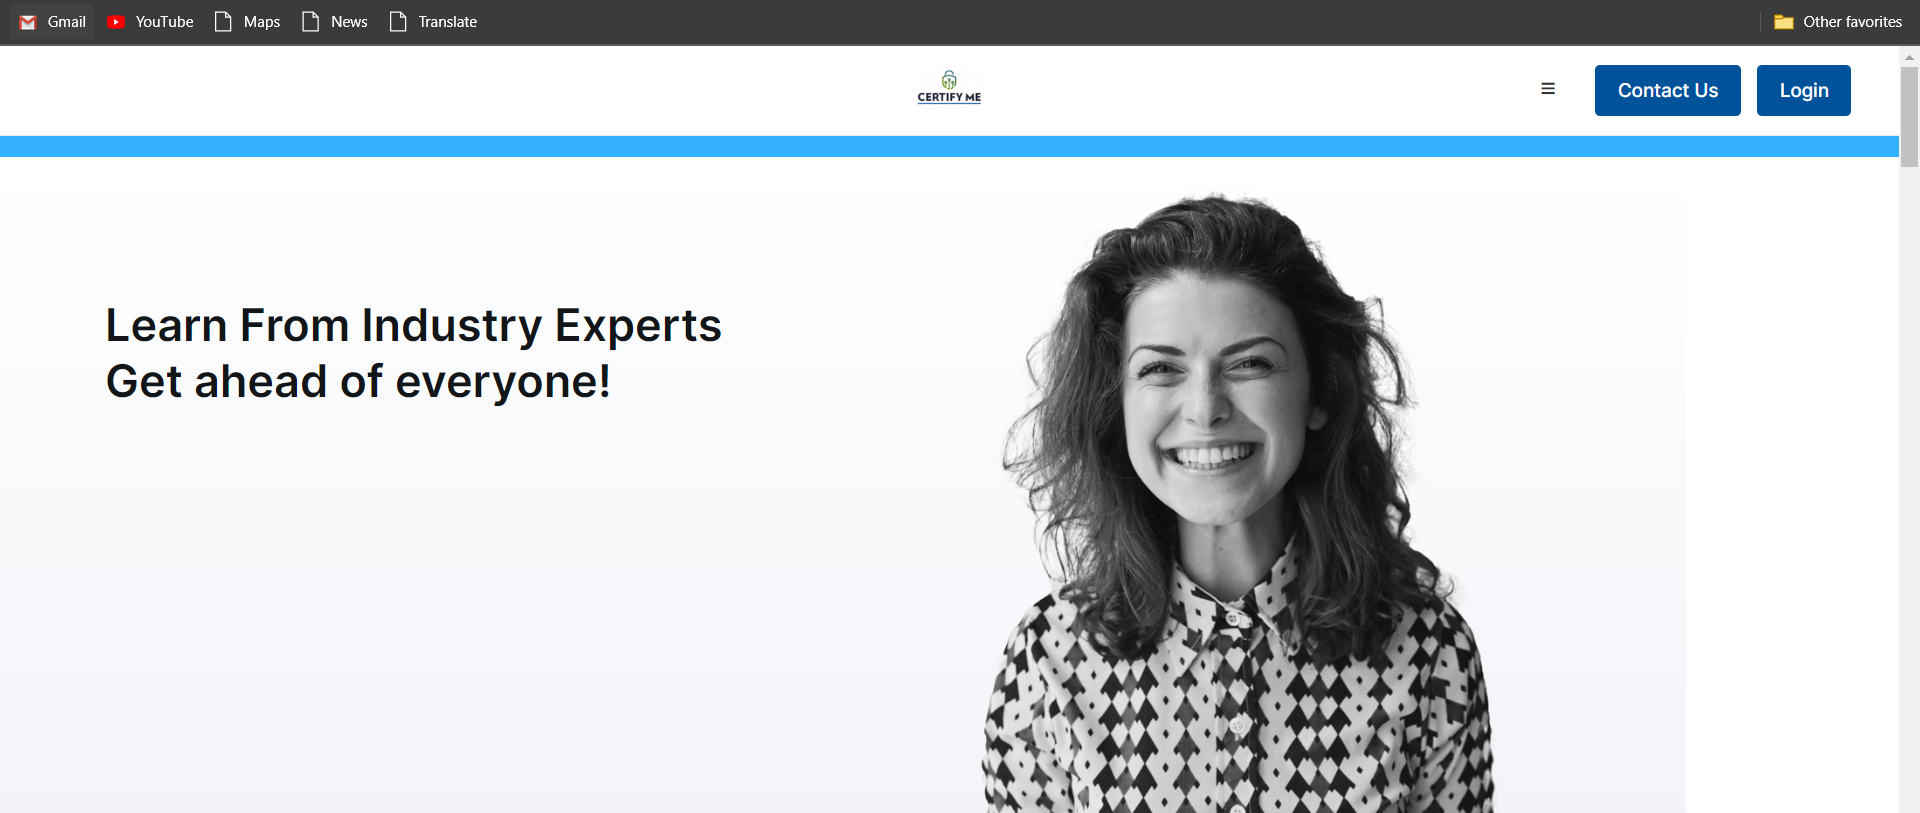 Gmail YouTube Maps News Translate Other favorites
CERTIFY ME
Contact Us Login
Learn From Industry Experts
Get ahead of everyone!